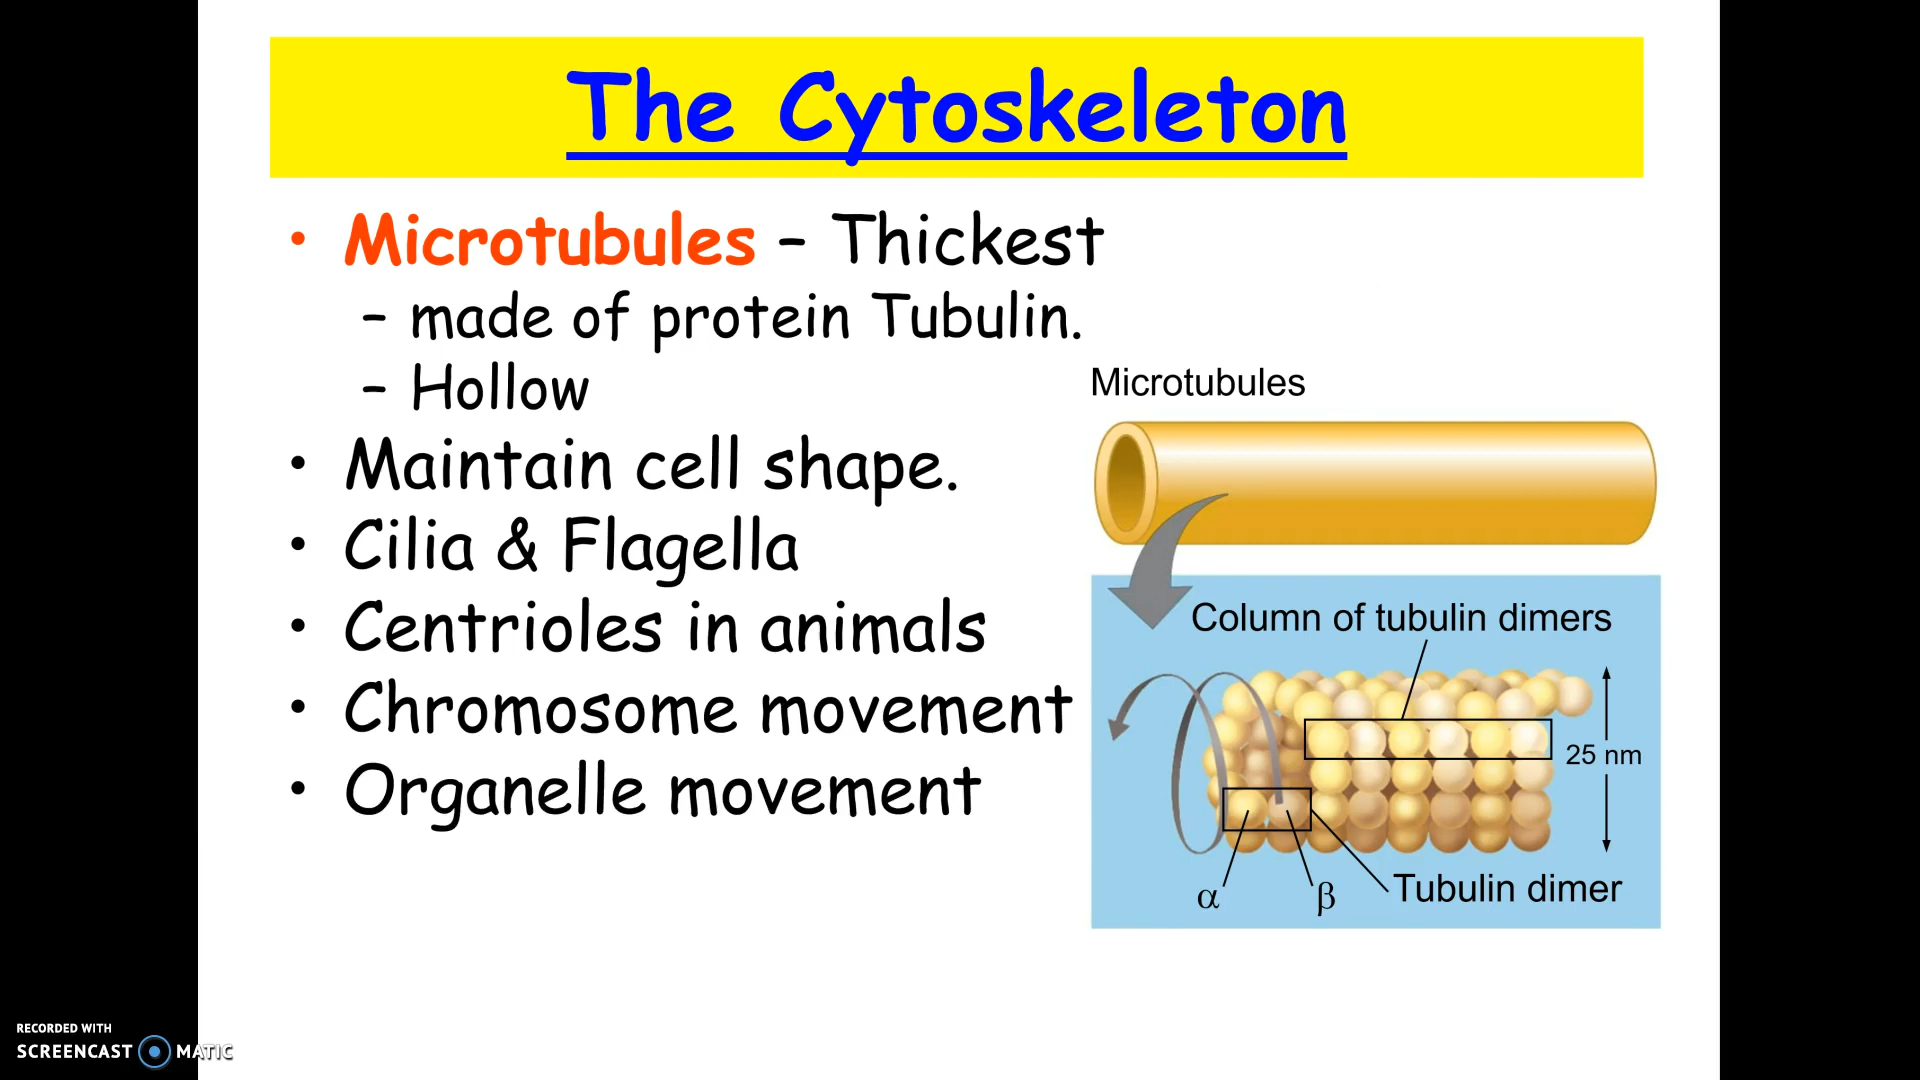 The Cytoskeleton
• Microtubules – Thickest
– made of protein Tubulin.
– Hollow
• Maintain cell shape.
• Cilia & Flagella
• Centrioles in animals
• Chromosome movement
• Organelle movement
Microtubules
Column of tubulin dimers
25 nm
α
β
Tubulin dimer
RECORDED WITH
SCREENCAST MATIC